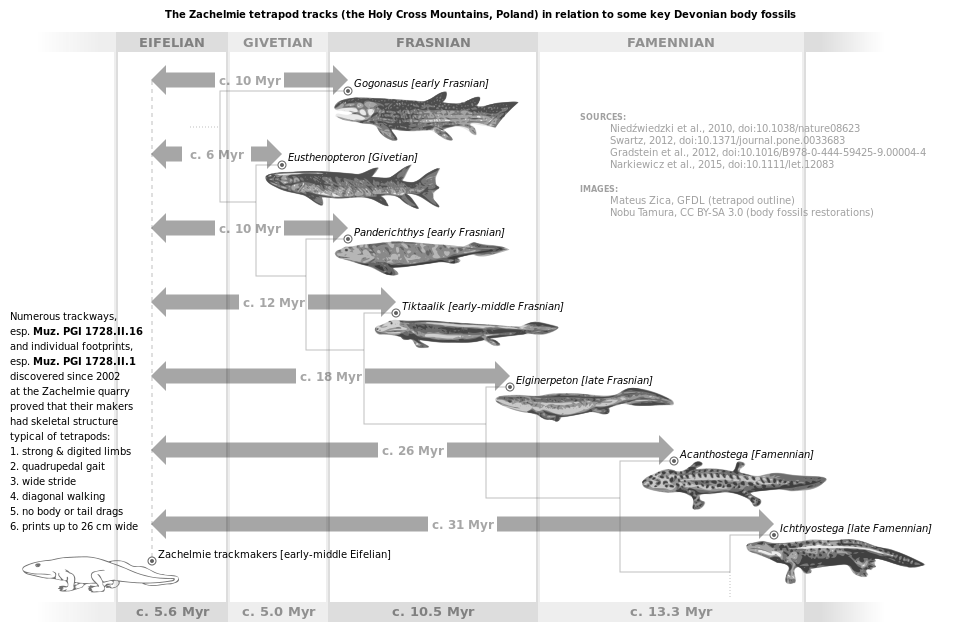 The Zachelmie tetrapod tracks (the Holy Cross Mountains, Poland) in relation to some key Devonian body fossils
EIFELIAN
GIVETIAN
FRASNIAN
FAMENNIAN
c. 10 Myr
Gogonasus [early Frasnian]
SOURCES:
Niedźwiedzki et al., 2010, doi:10.1038/nature08623
Swartz, 2012, doi:10.1371/journal.pone.0033683
Gradstein et al., 2012, doi:10.1016/B978-0-444-59425-9.00004-4
Narkiewicz et al., 2015, doi:10.1111/let.12083
IMAGES:
Mateus Zica, GFDL (tetrapod outline)
Nobu Tamura, CC BY-SA 3.0 (body fossils restorations)
c. 6 Myr
Eusthenopteron [Givetian]
c. 10 Myr
Panderichthys [early Frasnian]
c. 12 Myr
Tiktaalik [early-middle Frasnian]
Numerous trackways,
esp. Muz. PGI 1728.II.16
and individual footprints,
esp. Muz. PGI 1728.II.1
discovered since 2002
at the Zachelmie quarry
proved that their makers
had skeletal structure
typical of tetrapods:
1. strong & digited limbs
2. quadrupedal gait
3. wide stride
4. diagonal walking
5. no body or tail drags
6. prints up to 26 cm wide
c. 18 Myr
Elginerpeton [late Frasnian]
c. 26 Myr
Acanthostega [Famennian]
c. 31 Myr
Ichthyostega [late Famennian]
Zachelmie trackmakers [early-middle Eifelian]
c. 5.6 Myr
c. 5.0 Myr
c. 10.5 Myr
c. 13.3 Myr